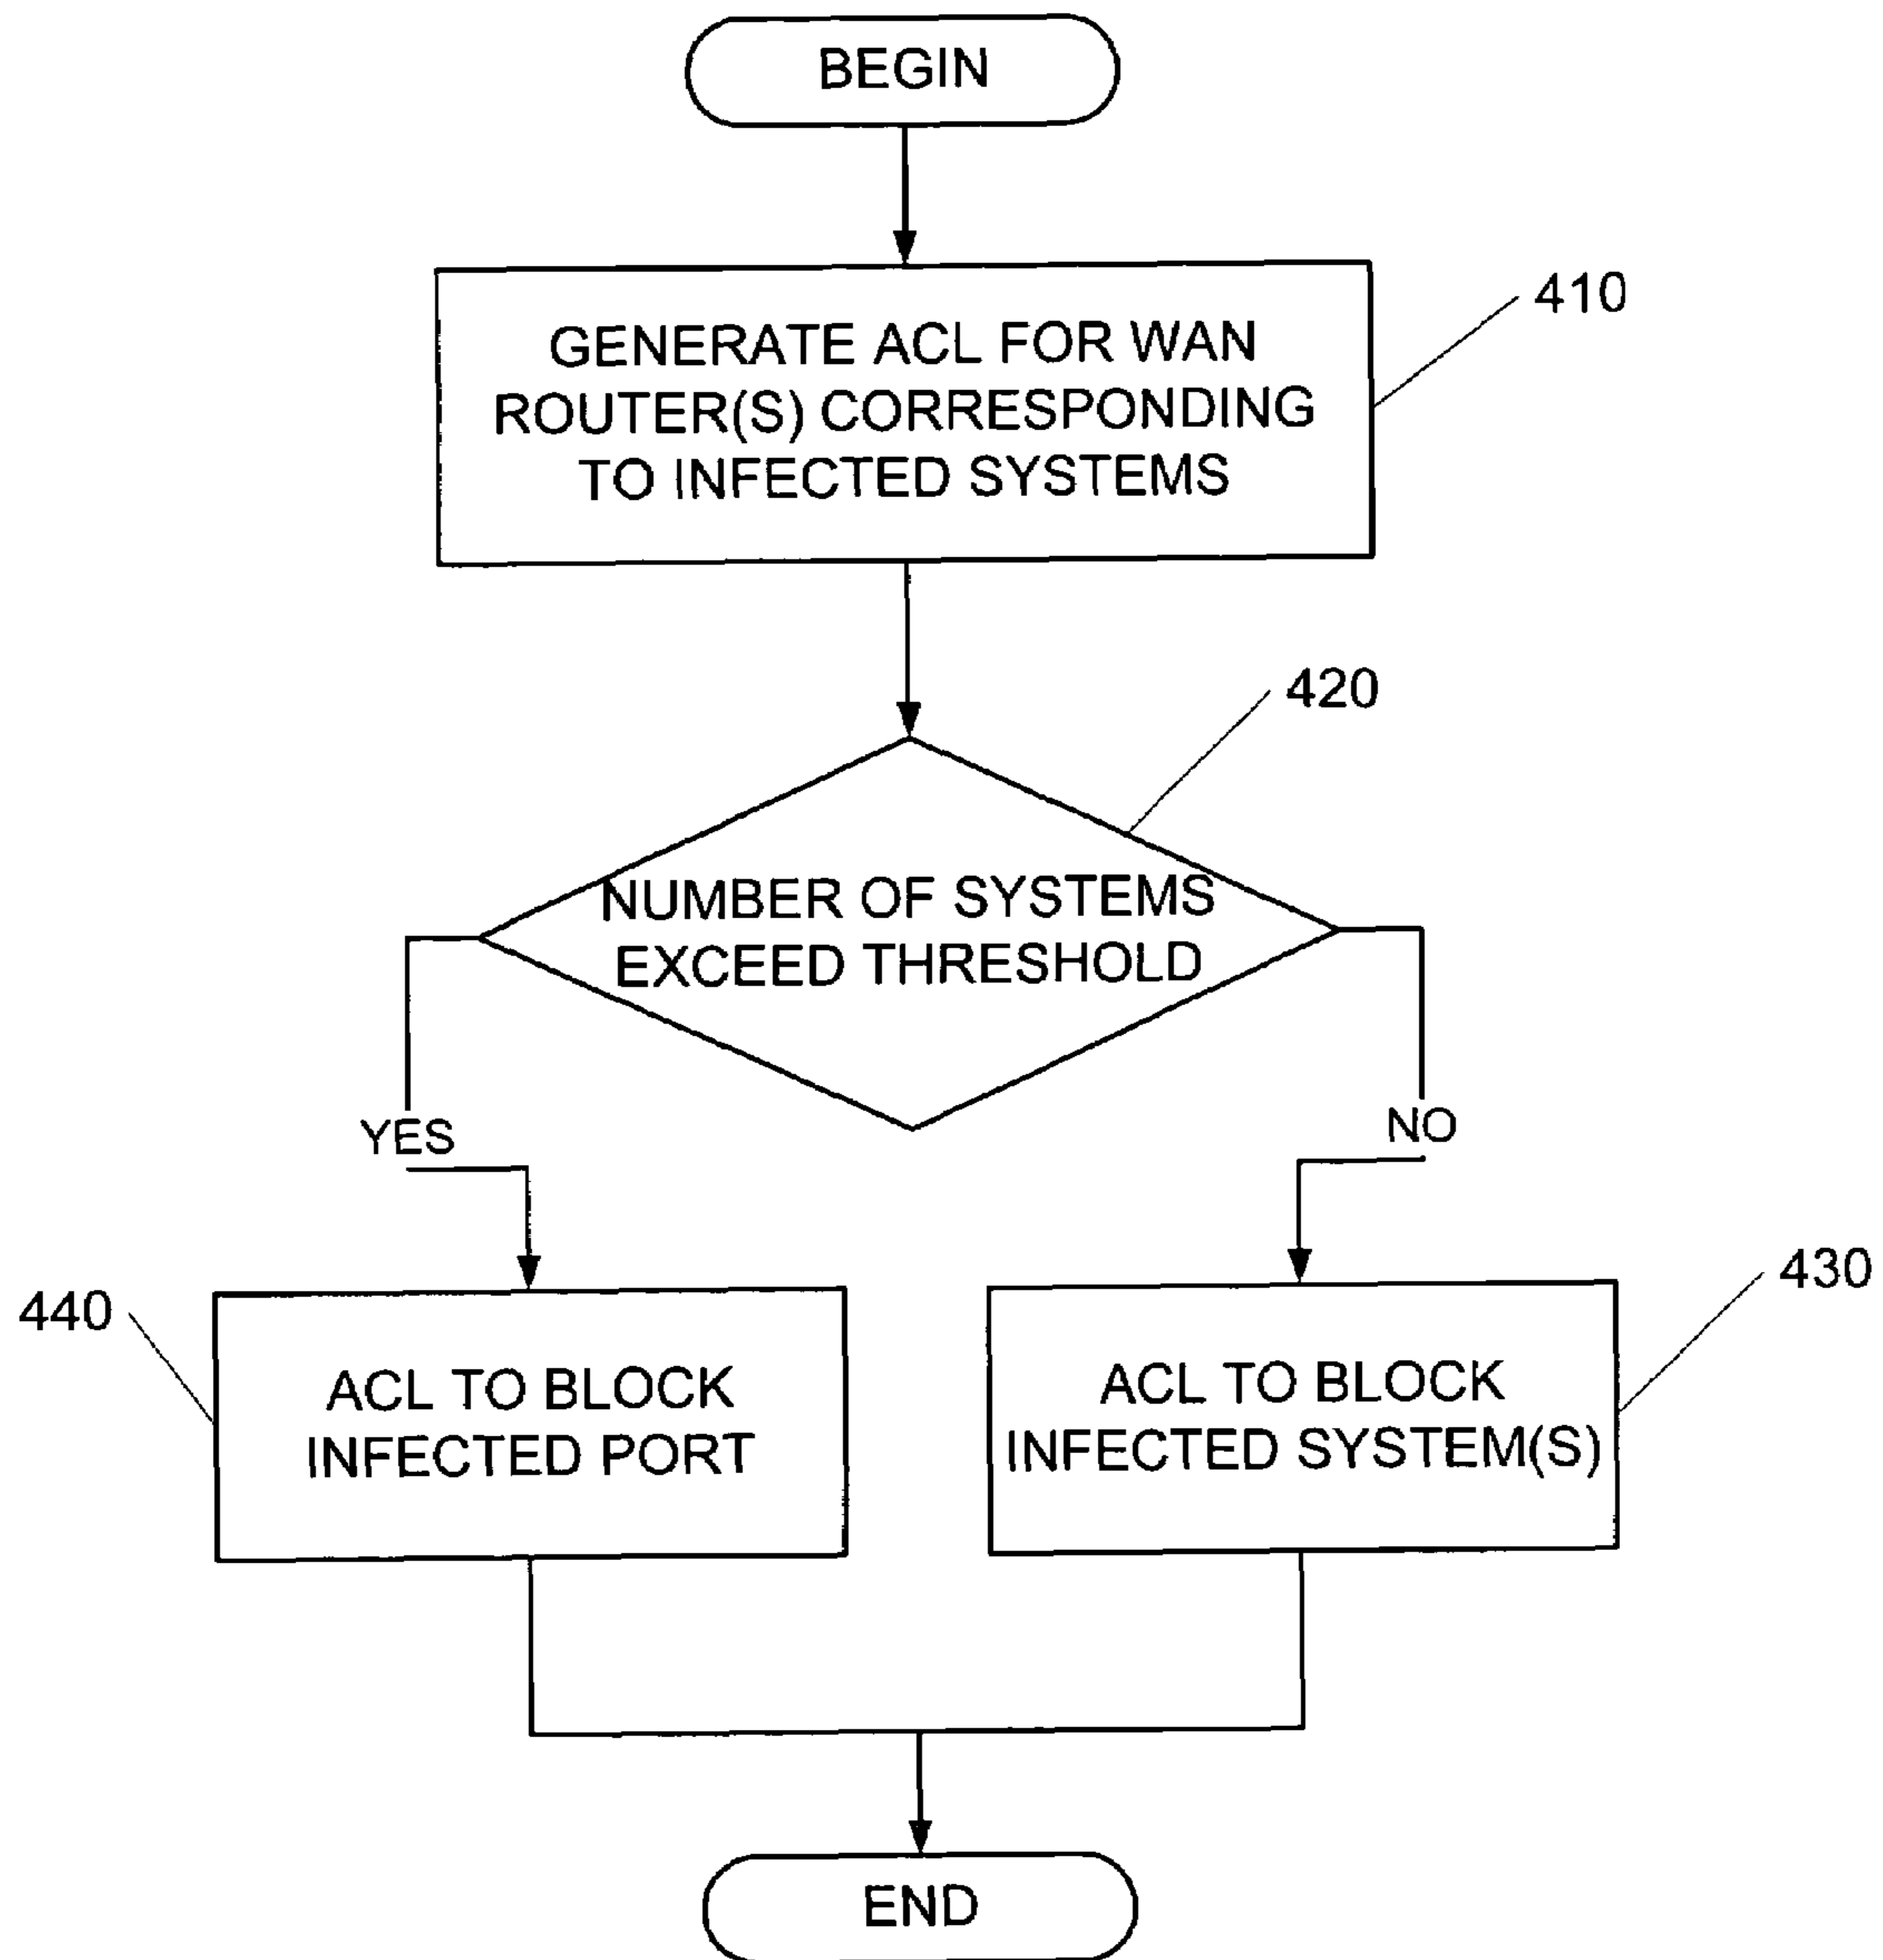 BEGIN
GENERATE ACL FOR WAN
ROUTER(S) CORRESPONDING
TO INFECTED SYSTEMS
410
420
NUMBER OF SYSTEMS
EXCEED THRESHOLD
YES
NO
440
ACL TO BLOCK
INFECTED PORT
430
ACL TO BLOCK
INFECTED SYSTEM(S)
END